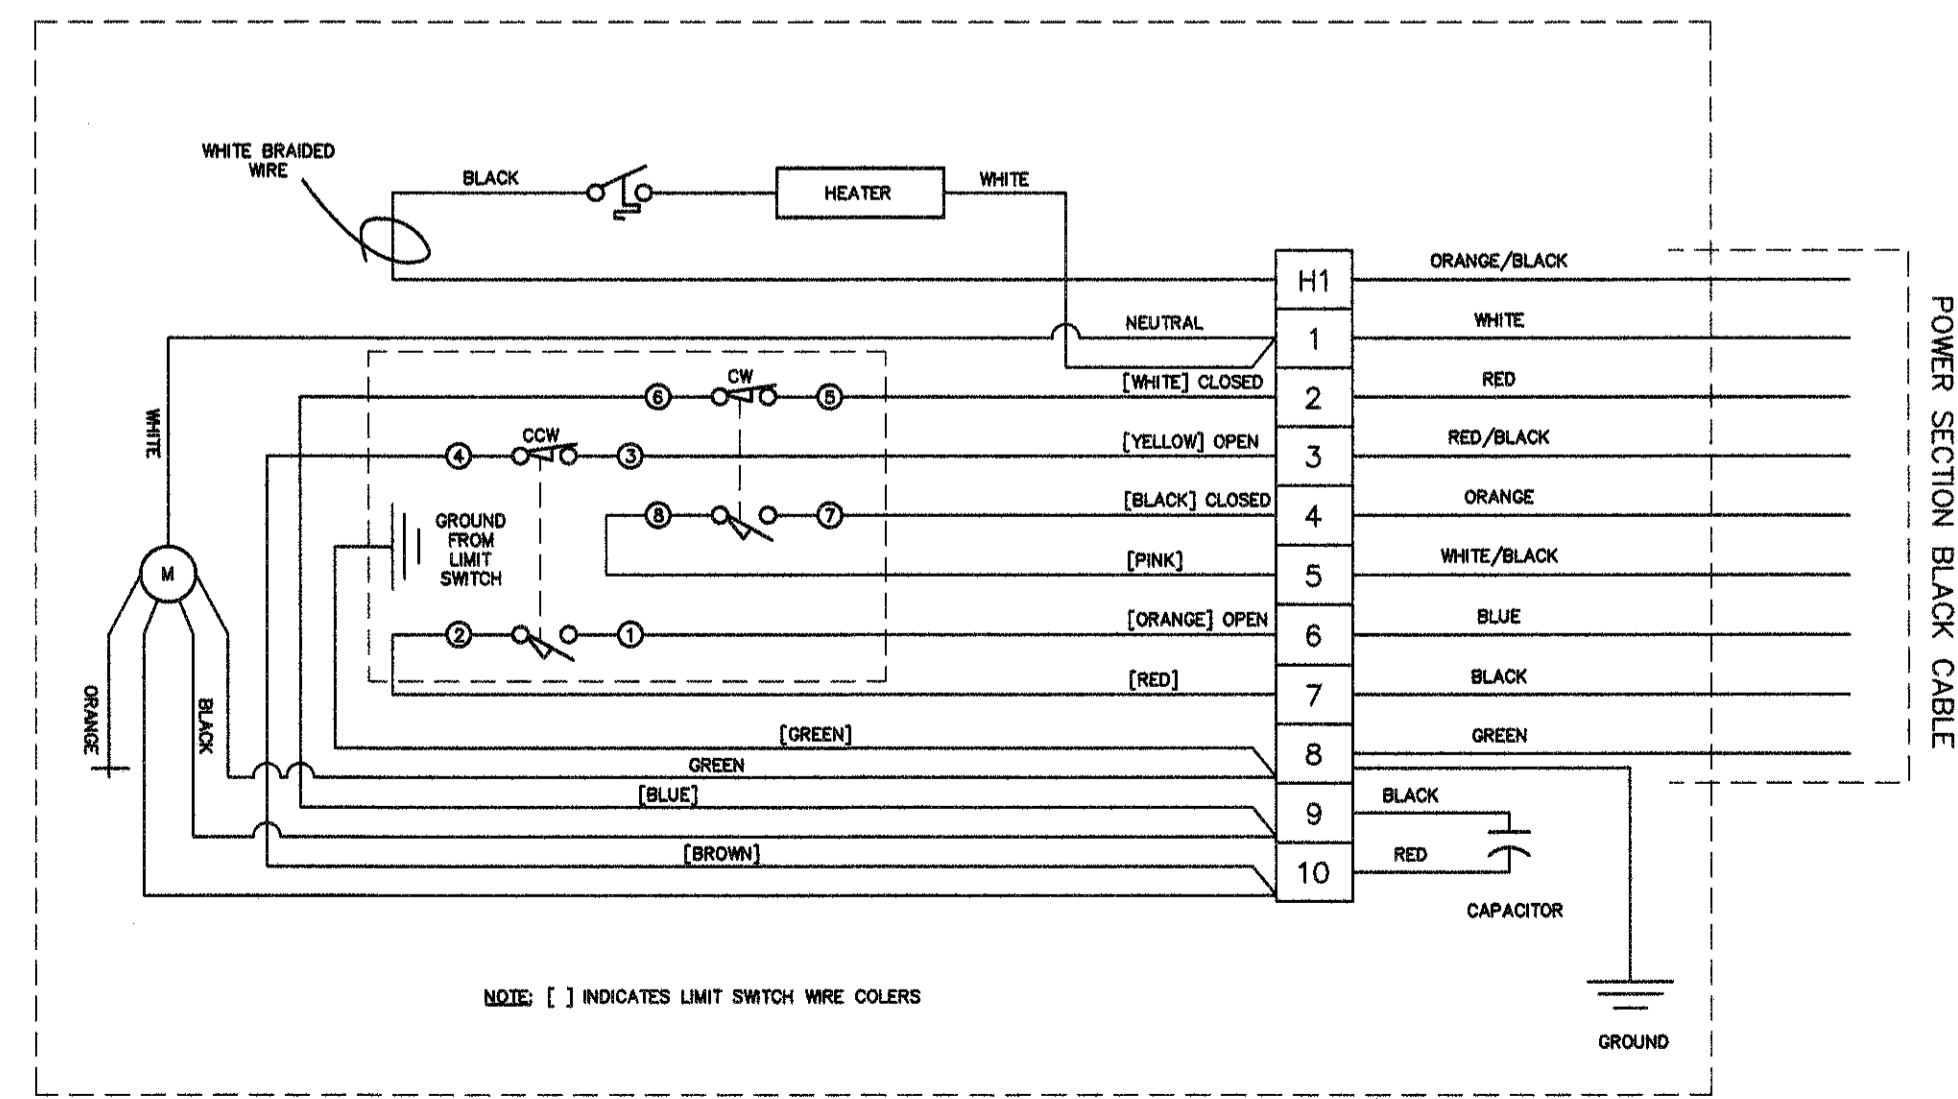 WHITE BRAIDED
WIRE
BLACK
HEATER
WHITE
H1
ORANGE/BLACK
NEUTRAL
1
WHITE
CW
6
5
[WHITE] CLOSED
2
RED
WHITE
CCW
4
3
[YELLOW] OPEN
3
RED/BLACK
8
7
[BLACK] CLOSED
4
ORANGE
GROUND
FROM
LIMIT
SWITCH
[PINK]
5
WHITE/BLACK
M
2
1
[ORANGE] OPEN
6
BLUE
[RED]
7
BLACK
ORANGE
BLACK
[GREEN]
8
GREEN
GREEN
[BLUE]
9
BLACK
[BROWN]
10
RED
CAPACITOR
POWER SECTION BLACK CABLE
NOTE: [ ] INDICATES LIMIT SWITCH WIRE COLERS
GROUND